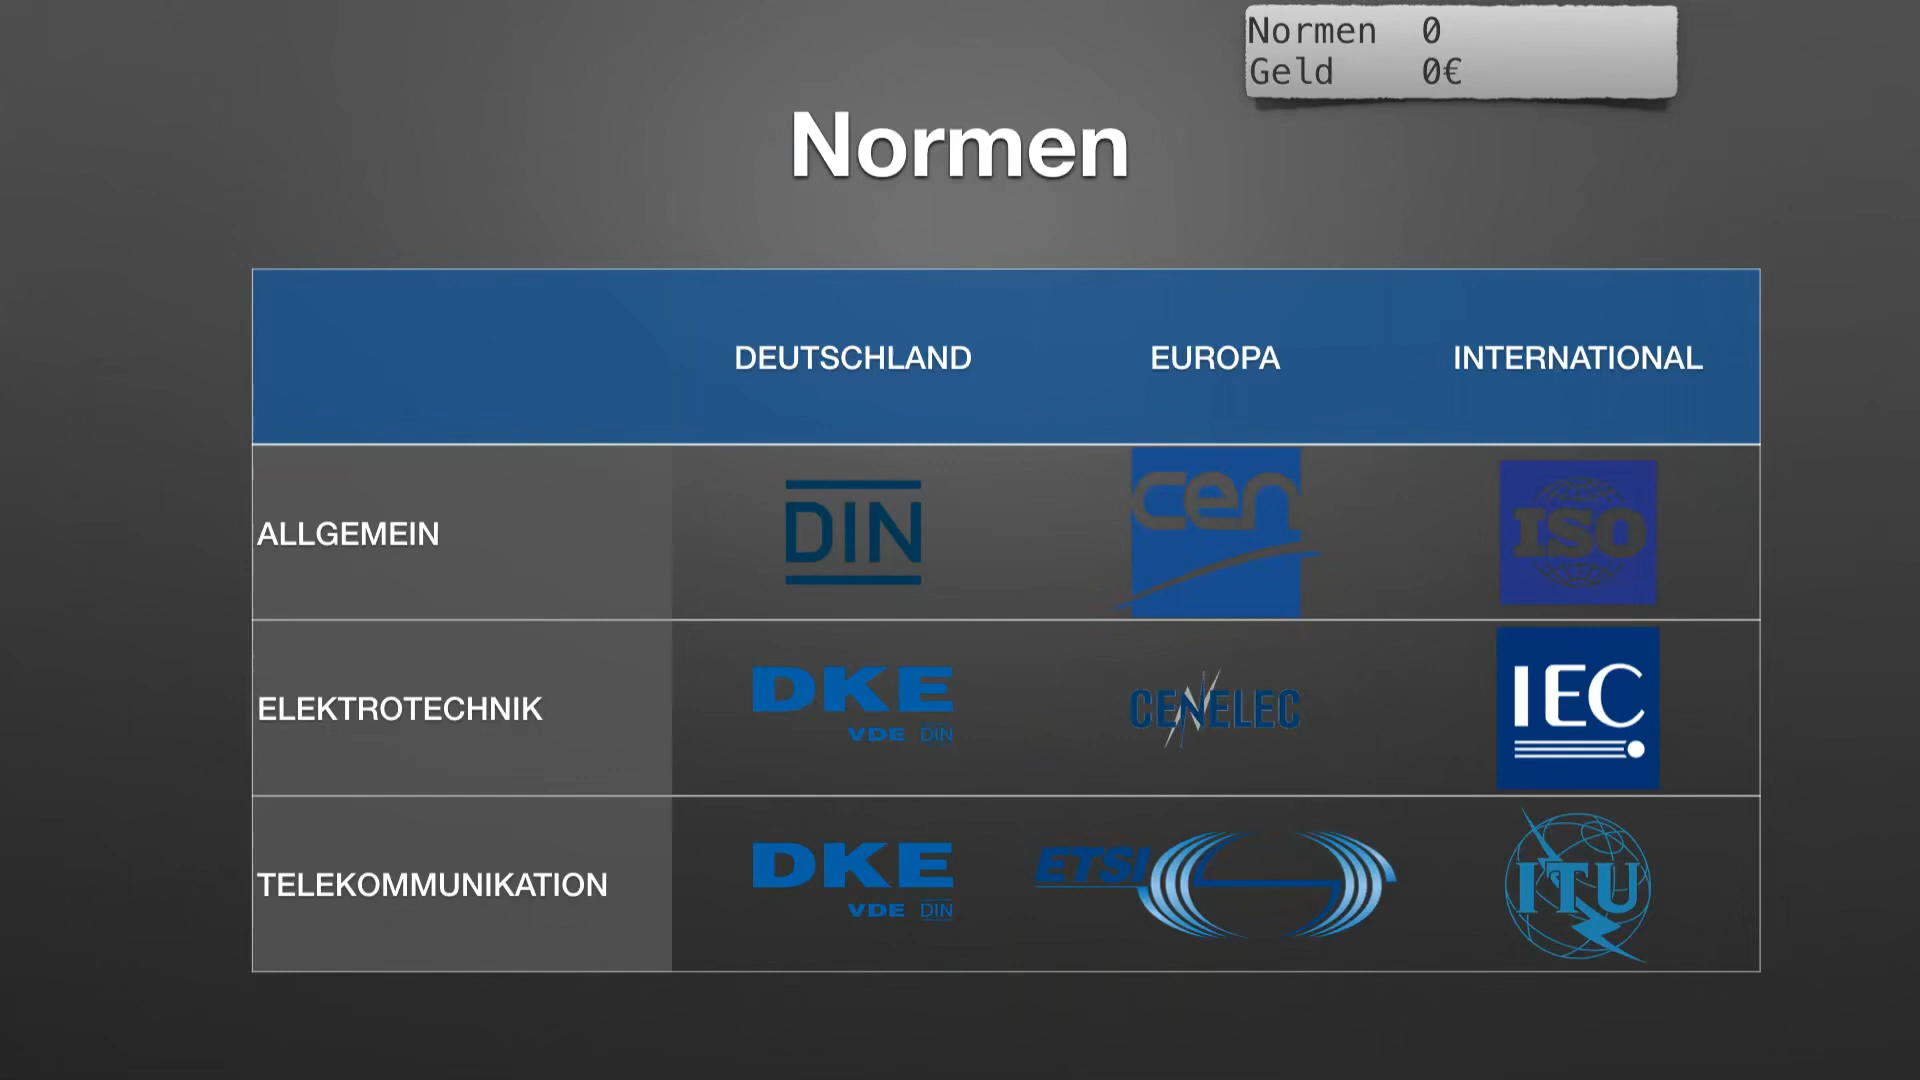 Normen 0
Geld 0€
Normen
DEUTSCHLAND EUROPA INTERNATIONAL
ALLGEMEIN DIN cen ISO
ELEKTROTECHNIK DKE CENELEC IEC
VDE DIN
TELEKOMMUNIKATION DKE ETSI ITU
VDE DIN